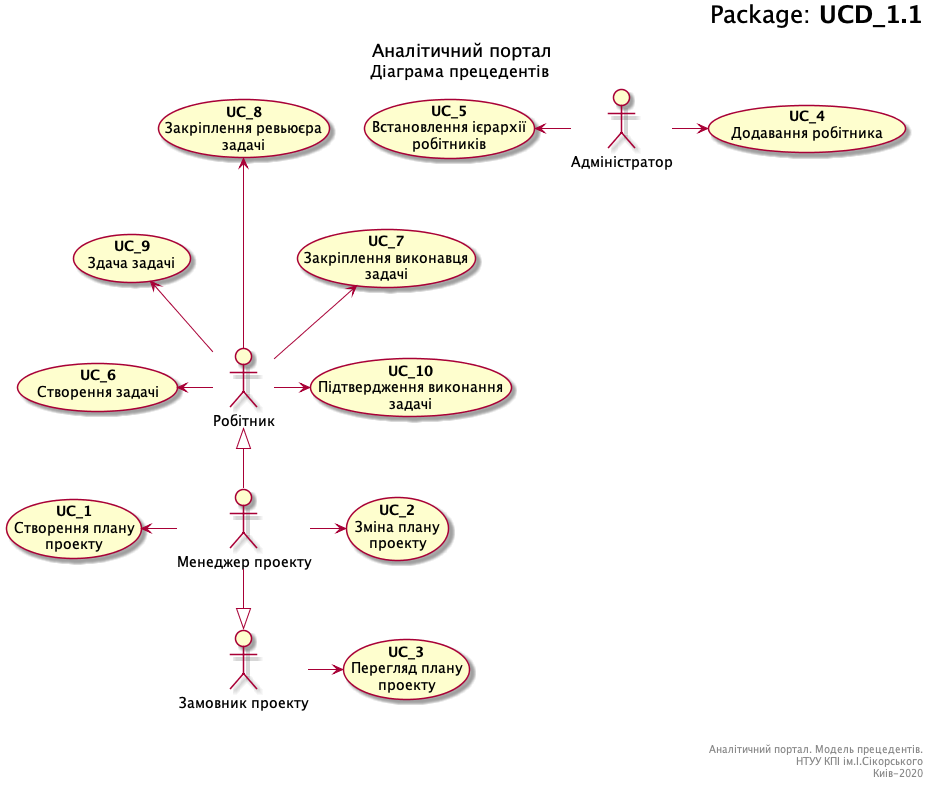 Package: UCD_1.1
Аналітичний портал
Діаграма прецедентів
UC_8
Закріплення ревьюєра
задачі
UC_5
Встановлення ієрархії
робітників
Адміністратор
UC_4
Додавання робітника
UC_9
Здача задачі
UC_7
Закріплення виконавця
задачі
UC_6
Створення задачі
Робітник
UC_10
Підтвердження виконання
задачі
UC_1
Створення плану
проекту
Менеджер проекту
UC_2
Зміна плану
проекту
Замовник проекту
UC_3
Перегляд плану
проекту
Аналітичний портал. Модель прецедентів.
НТУУ КПІ ім.І.Сікорського
Київ-2020